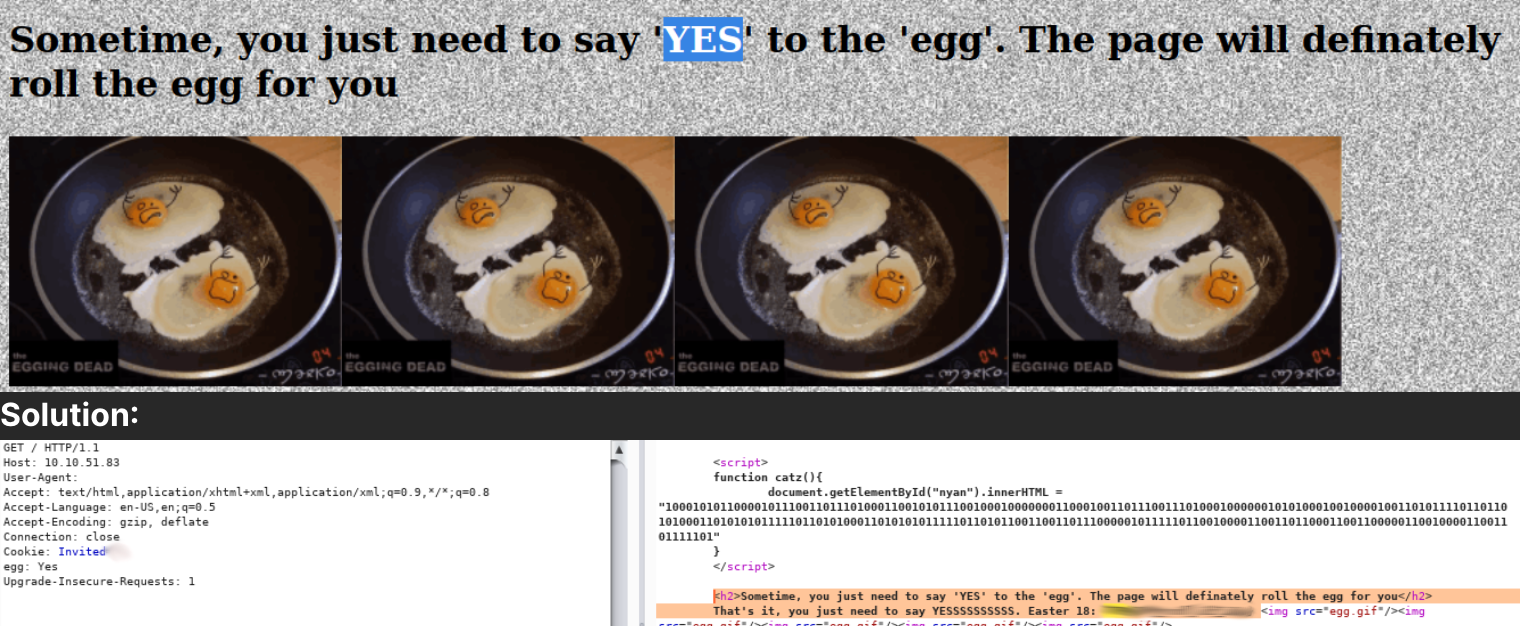 Sometime, you just need to say 'YES' to the 'egg'. The page will definately
roll the egg for you
the
EGGING DEAD
04
the
EGGING DEAD
04
the
EGGING DEAD
04
the
EGGING DEAD
04
Solution:
GET / HTTP/1.1
Host: 10.10.51.83
User-Agent:
Accept: text/html,application/xhtml+xml,application/xml;q=0.9,*/*;q=0.8
Accept-Language: en-US,en;q=0.5
Accept-Encoding: gzip, deflate
Connection: close
Cookie: Invited
egg: Yes
Upgrade-Insecure-Requests: 1
<script>
function catz(){
document.getElementById("nyan").innerHTML =
"100010101100001011100110111010001100101011100100010000000110001001101110011101000100000010101000100100001001101011110110110
1010001101010101111101101010001101010101111101101011001100110111000001011111011001000011001101100011001100000110010000110011
01111101"
}
</script>
<h2>Sometime, you just need to say 'YES' to the 'egg'. The page will definately roll the egg for you</h2>
That's it, you just need to say YESSSSSSSSSS. Easter 18: <img src="egg.gif"/><img
src="egg.gif"/><img src="egg.gif"/><img src="egg.gif"/><img src="egg.gif"/>